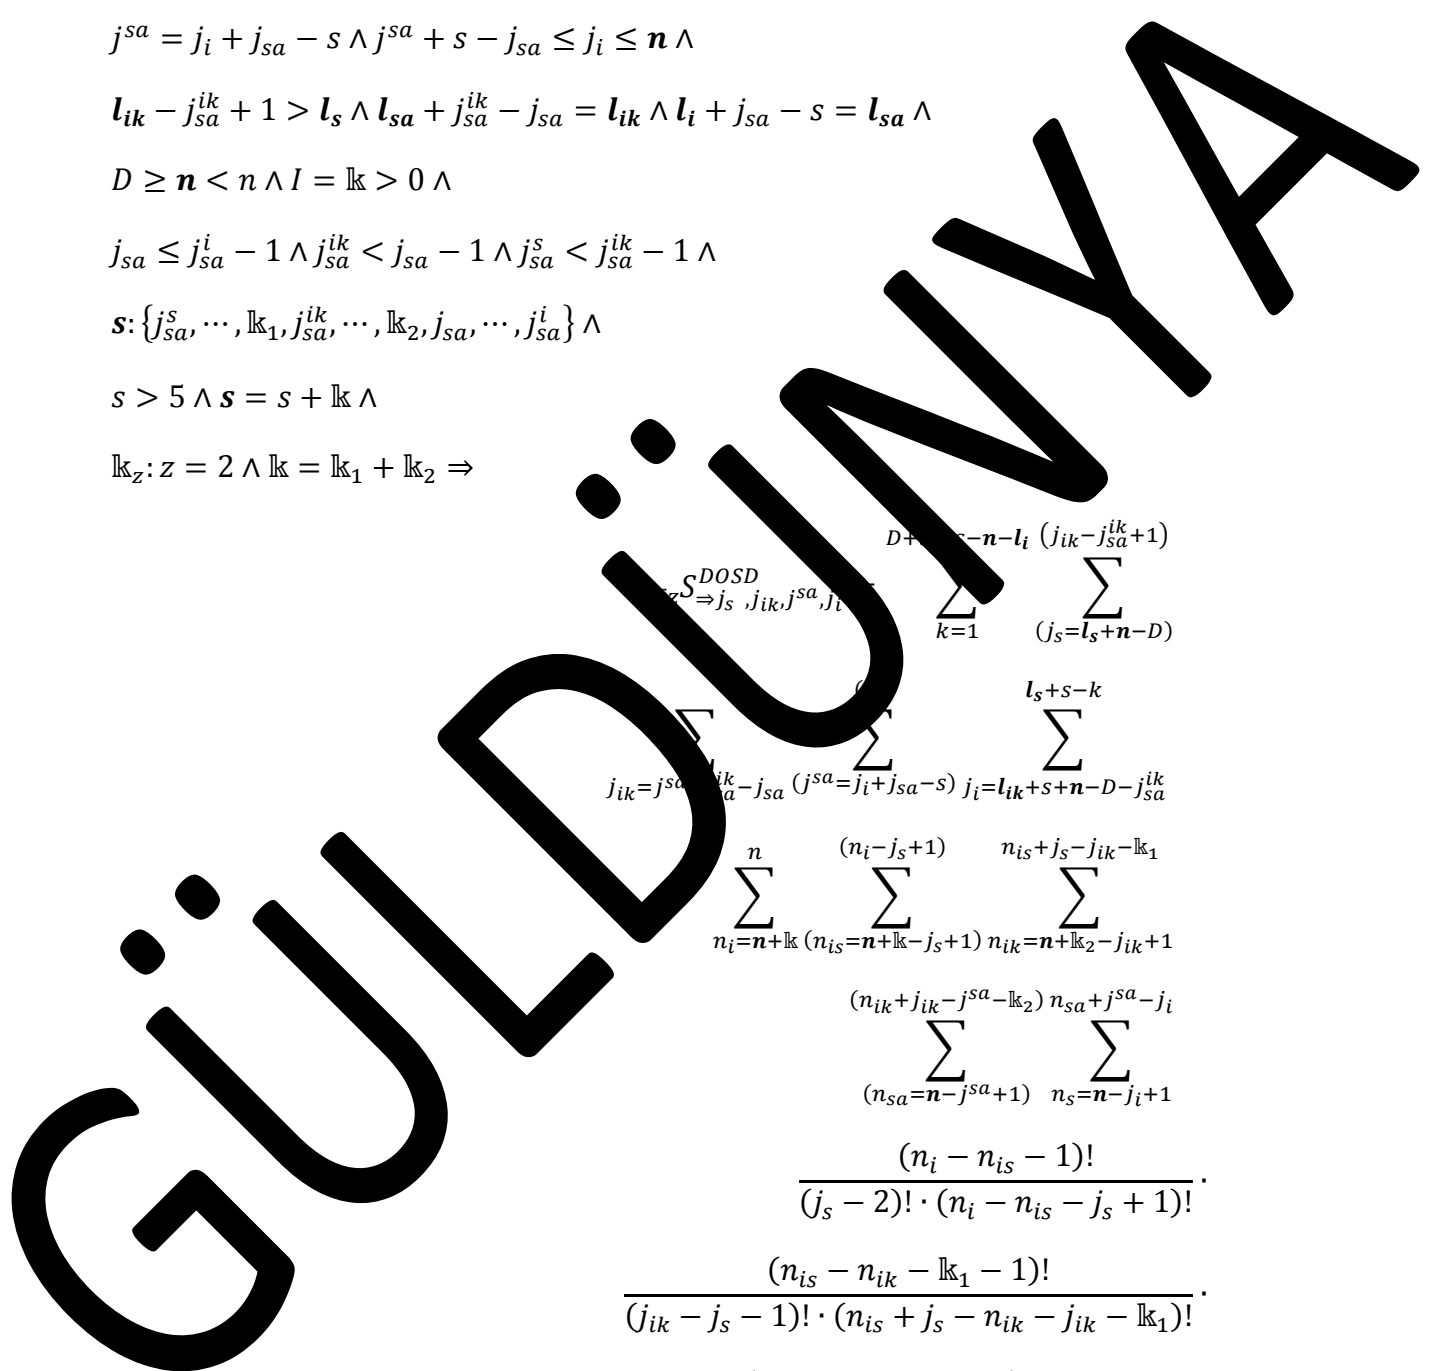 j^{sa} = j_i + j_{sa} − s ∧ j^{sa} + s − j_{sa} ≤ j_i ≤ 𝒏 ∧
𝒍_{𝒊𝒌} − j_{sa}^{ik} + 1 > 𝒍_𝒔 ∧ 𝒍_{𝒔𝒂} + j_{sa}^{ik} − j_{sa} = 𝒍_{𝒊𝒌} ∧ 𝒍_𝒊 + j_{sa} − s = 𝒍_{𝒔𝒂} ∧
D ≥ 𝒏 < n ∧ I = 𝕜 > 0 ∧
j_{sa} ≤ j_{sa}^{i} − 1 ∧ j_{sa}^{ik} < j_{sa} − 1 ∧ j_{sa}^{s} < j_{sa}^{ik} − 1 ∧
𝒔: {j_{sa}^{s}, ⋯, 𝕜_1, j_{sa}^{ik}, ⋯, 𝕜_2, j_{sa}, ⋯, j_{sa}^{i}} ∧
s > 5 ∧ 𝒔 = s + 𝕜 ∧
𝕜_z: z = 2 ∧ 𝕜 = 𝕜_1 + 𝕜_2 ⇒
−𝒏−𝒍_𝒊 (j_{ik}−j_{sa}^{ik}+1)
S_{⇒j_s ,j_{ik},j^{sa},j_i}^{DOSD} ∑ ∑
k=1 (j_s=𝒍_𝒔+𝒏−D)
𝒍_𝒔+s−k
∑ ∑ ∑
j_{ik}=j^{sa} −j_{sa} (j^{sa}=j_i+j_{sa}−s) j_i=𝒍_{𝒊𝒌}+s+𝒏−D−j_{sa}^{ik}
n (n_i−j_s+1) n_{is}+j_s−j_{ik}−𝕜_1
∑ ∑ ∑
n_i=𝒏+𝕜 (n_{is}=𝒏+𝕜−j_s+1) n_{ik}=𝒏+𝕜_2−j_{ik}+1
(n_{ik}+j_{ik}−j^{sa}−𝕜_2) n_{sa}+j^{sa}−j_i
∑ ∑
(n_{sa}=𝒏−j^{sa}+1) n_s=𝒏−j_i+1
(n_i − n_{is} − 1)!
(j_s − 2)! · (n_i − n_{is} − j_s + 1)! ·
(n_{is} − n_{ik} − 𝕜_1 − 1)!
(j_{ik} − j_s − 1)! · (n_{is} + j_s − n_{ik} − j_{ik} − 𝕜_1)! ·
GÜLDÜNYA